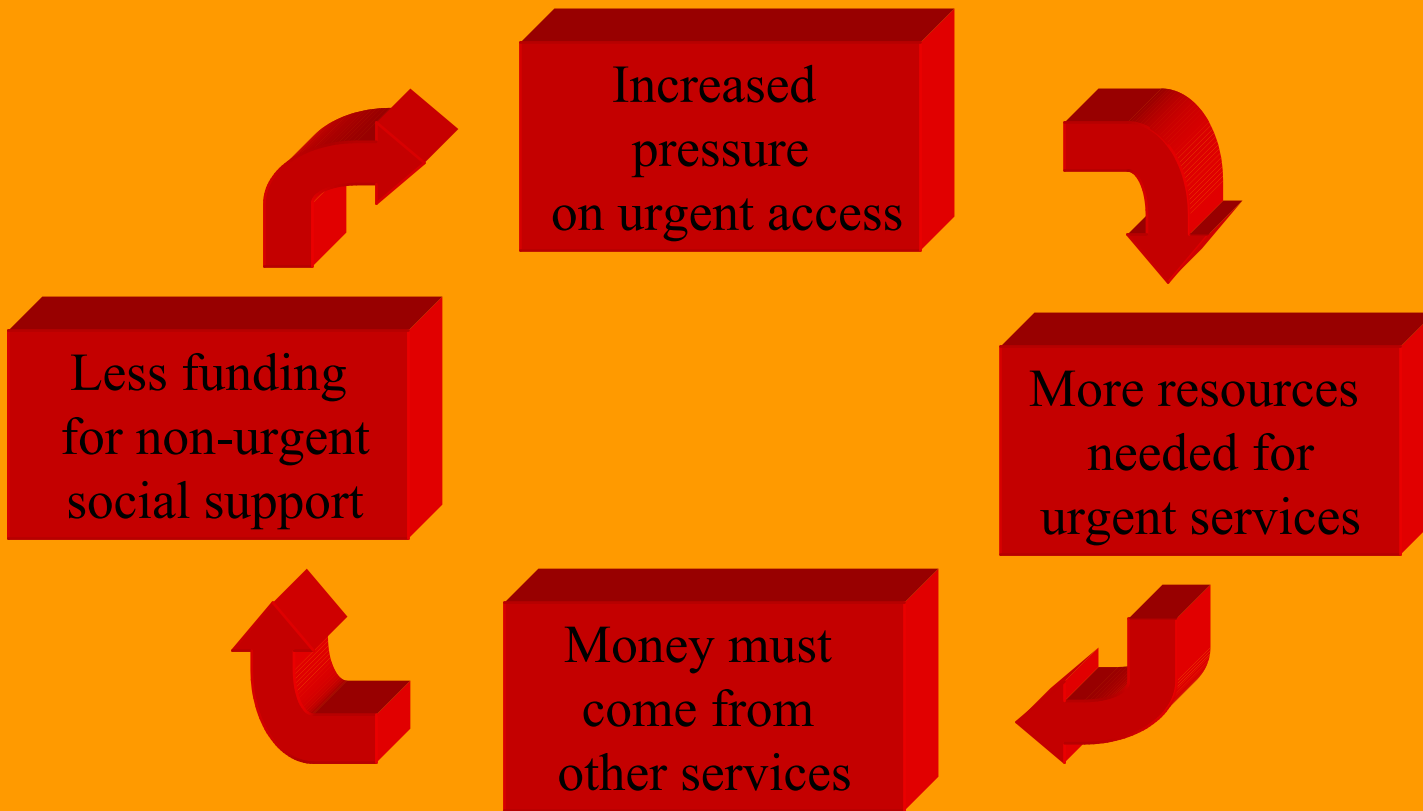 Increased
pressure
on urgent access
Less funding
for non-urgent
social support
More resources
needed for
urgent services
Money must
come from
other services